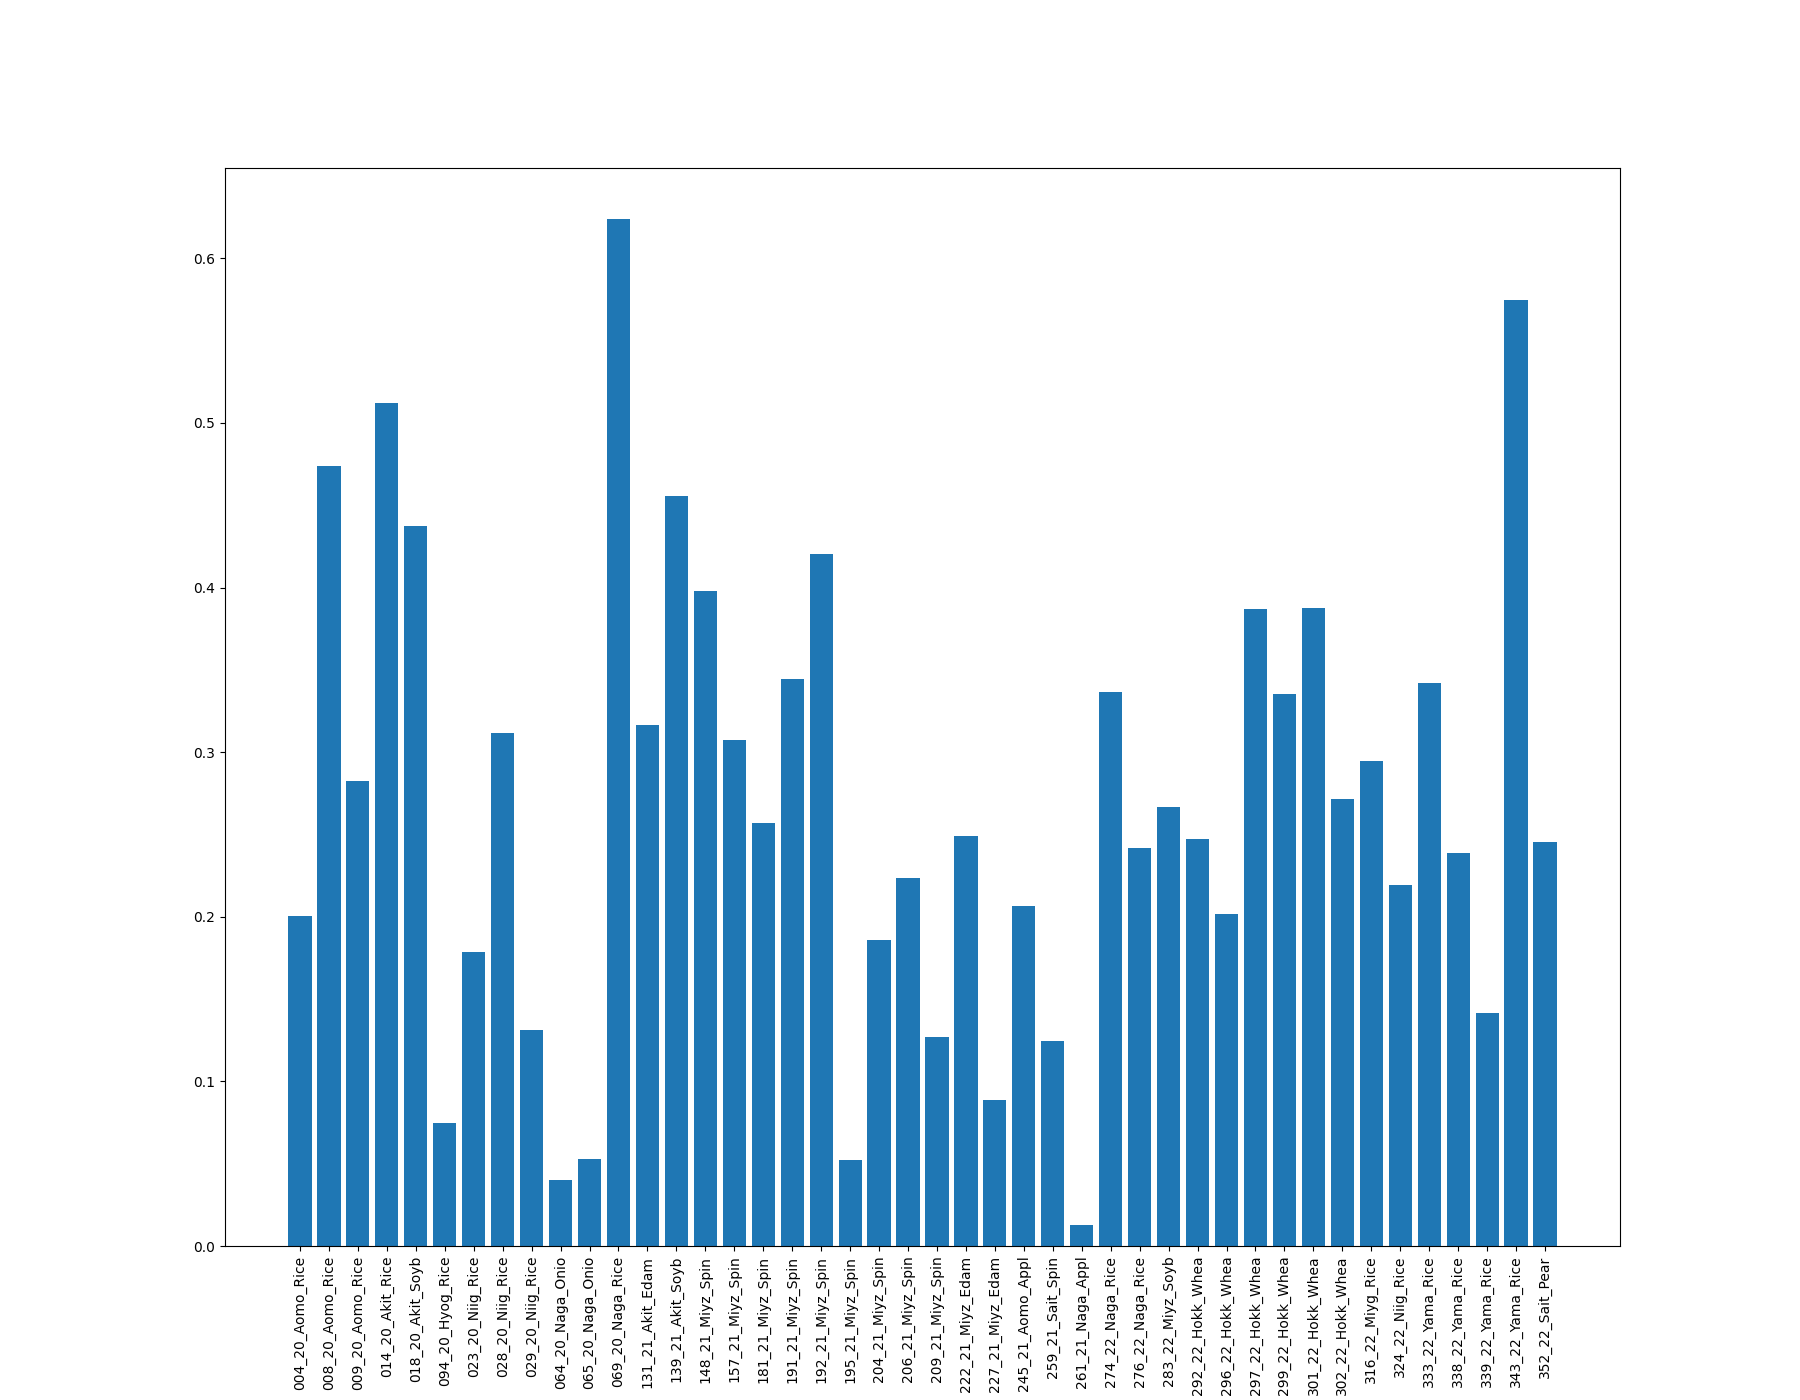 0.6
0.5
0.4
0.3
0.2
0.1
0.0
004_20_Aomo_Rice
008_20_Aomo_Rice
009_20_Aomo_Rice
014_20_Akit_Rice
018_20_Akit_Soyb
094_20_Hyog_Rice
023_20_Niig_Rice
028_20_Niig_Rice
029_20_Niig_Rice
064_20_Naga_Onio
065_20_Naga_Onio
069_20_Naga_Rice
131_21_Akit_Edam
139_21_Akit_Soyb
148_21_Miyz_Spin
157_21_Miyz_Spin
181_21_Miyz_Spin
191_21_Miyz_Spin
192_21_Miyz_Spin
195_21_Miyz_Spin
204_21_Miyz_Spin
206_21_Miyz_Spin
209_21_Miyz_Spin
222_21_Miyz_Edam
227_21_Miyz_Edam
245_21_Aomo_Appl
259_21_Sait_Spin
261_21_Naga_Appl
274_22_Naga_Rice
276_22_Naga_Rice
283_22_Miyz_Soyb
292_22_Hokk_Whea
296_22_Hokk_Whea
297_22_Hokk_Whea
299_22_Hokk_Whea
301_22_Hokk_Whea
302_22_Hokk_Whea
316_22_Miyg_Rice
324_22_Niig_Rice
333_22_Yama_Rice
338_22_Yama_Rice
339_22_Yama_Rice
343_22_Yama_Rice
352_22_Sait_Pear